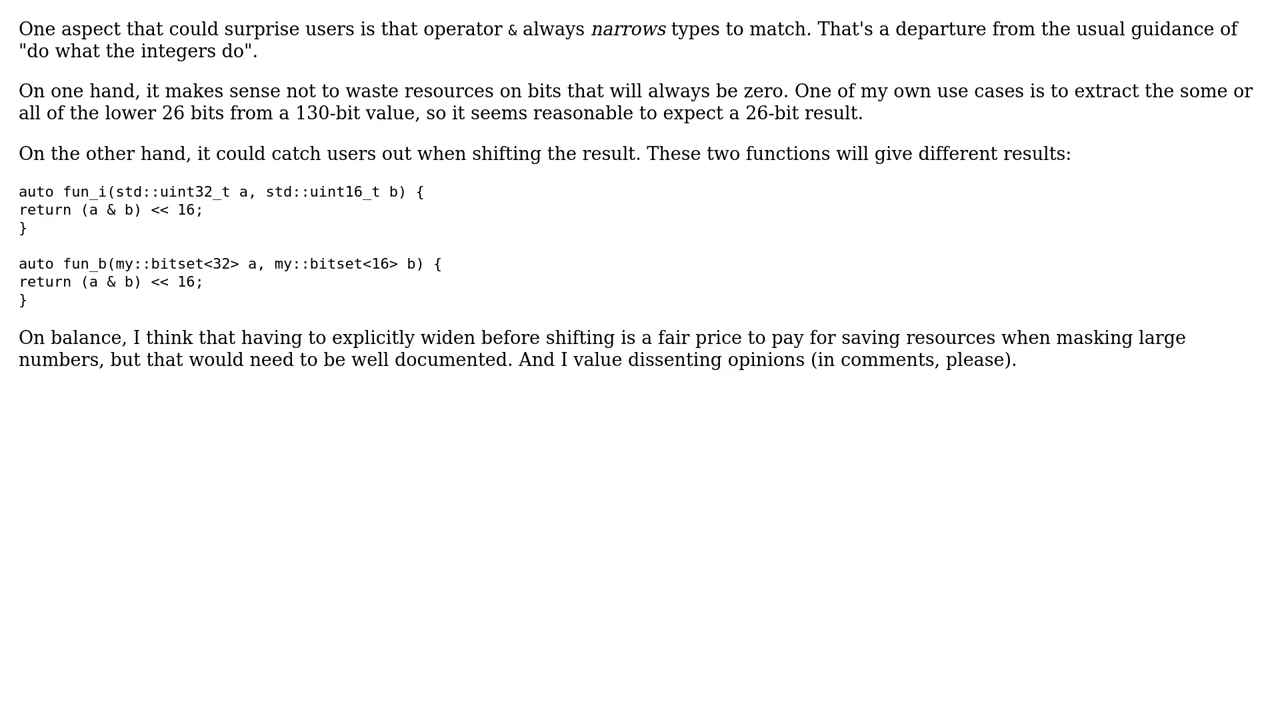 One aspect that could surprise users is that operator & always narrows types to match. That's a departure from the usual guidance of
"do what the integers do".
On one hand, it makes sense not to waste resources on bits that will always be zero. One of my own use cases is to extract the some or
all of the lower 26 bits from a 130-bit value, so it seems reasonable to expect a 26-bit result.
On the other hand, it could catch users out when shifting the result. These two functions will give different results:
auto fun_i(std::uint32_t a, std::uint16_t b) {
return (a & b) << 16;
}
auto fun_b(my::bitset<32> a, my::bitset<16> b) {
return (a & b) << 16;
}
On balance, I think that having to explicitly widen before shifting is a fair price to pay for saving resources when masking large
numbers, but that would need to be well documented. And I value dissenting opinions (in comments, please).